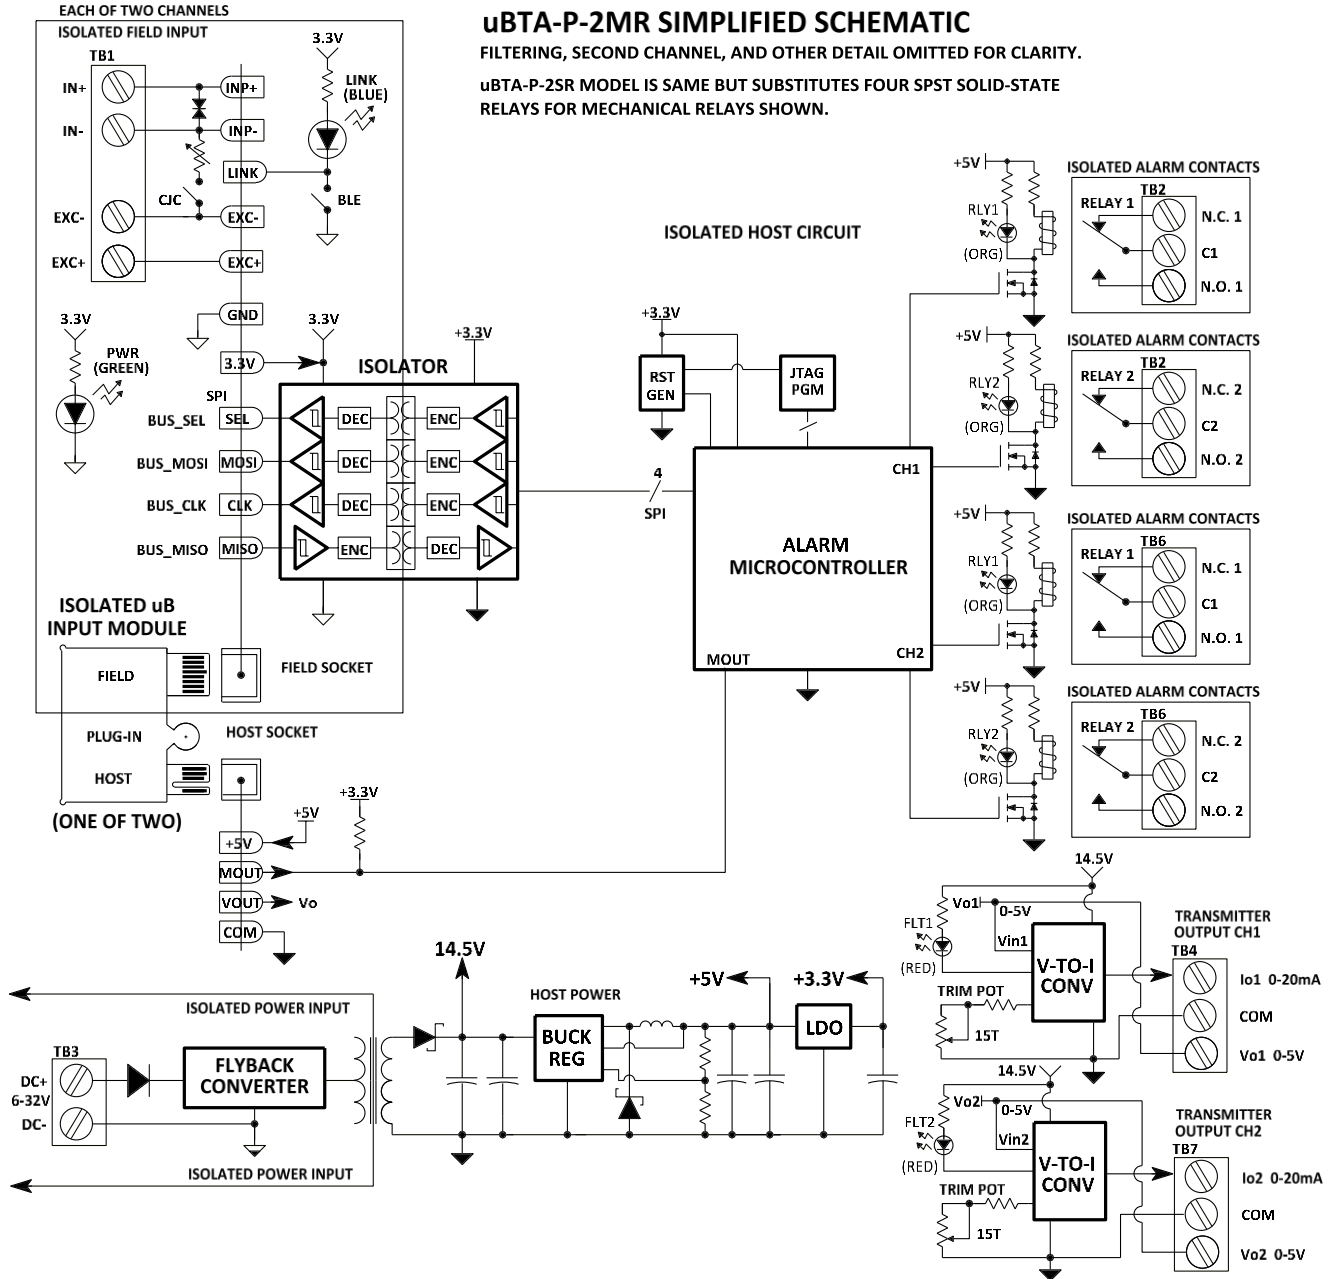 EACH OF TWO CHANNELS
ISOLATED FIELD INPUT
uBTA-P-2MR SIMPLIFIED SCHEMATIC
FILTERING, SECOND CHANNEL, AND OTHER DETAIL OMITTED FOR CLARITY.
uBTA-P-2SR MODEL IS SAME BUT SUBSTITUTES FOUR SPST SOLID-STATE
RELAYS FOR MECHANICAL RELAYS SHOWN.
TB1
IN+
IN-
EXC-
EXC+
INP+
INP-
LINK
CJC
EXC-
EXC+
3.3V
LINK
(BLUE)
BLE
GND
3.3V
3.3V
PWR
(GREEN)
3.3V
SPI
BUS_SEL
SEL
BUS_MOSI
MOSI
BUS_CLK
CLK
BUS_MISO
MISO
+3.3V
ISOLATOR
DEC
ENC
DEC
ENC
DEC
ENC
ENC
DEC
ISOLATED uB
INPUT MODULE
FIELD
PLUG-IN
HOST
(ONE OF TWO)
FIELD SOCKET
HOST SOCKET
+5V
+5V
+3.3V
MOUT
VOUT
Vo
COM
ISOLATED HOST CIRCUIT
+3.3V
RST
GEN
JTAG
PGM
4
SPI
CH1
ALARM
MICROCONTROLLER
CH2
MOUT
+5V
RLY1
(ORG)
ISOLATED ALARM CONTACTS
TB2
RELAY 1
N.C. 1
C1
N.O. 1
+5V
RLY2
(ORG)
ISOLATED ALARM CONTACTS
TB2
RELAY 2
N.C. 2
C2
N.O. 2
+5V
RLY1
(ORG)
ISOLATED ALARM CONTACTS
TB6
RELAY 1
N.C. 1
C1
N.O. 1
+5V
RLY2
(ORG)
ISOLATED ALARM CONTACTS
TB6
RELAY 2
N.C. 2
C2
N.O. 2
ISOLATED POWER INPUT
TB3
DC+
6-32V
DC-
FLYBACK
CONVERTER
ISOLATED POWER INPUT
14.5V
HOST POWER
BUCK
REG
+5V
+3.3V
LDO
14.5V
Vo1
0-5V
FLT1
(RED)
Vin1
V-TO-I
CONV
TRIM POT
15T
TRANSMITTER
OUTPUT CH1
TB4
Io1 0-20mA
COM
Vo1 0-5V
14.5V
Vo2
0-5V
FLT2
(RED)
Vin2
V-TO-I
CONV
TRIM POT
15T
TRANSMITTER
OUTPUT CH2
TB7
Io2 0-20mA
COM
Vo2 0-5V